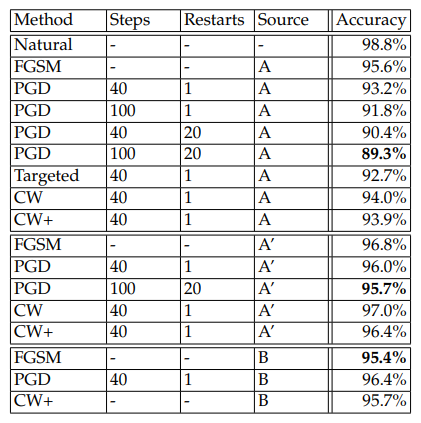 Method Steps Restarts Source Accuracy
Natural - - - 98.8%
FGSM - - A 95.6%
PGD 40 1 A 93.2%
PGD 100 1 A 91.8%
PGD 40 20 A 90.4%
PGD 100 20 A 89.3%
Targeted 40 1 A 92.7%
CW 40 1 A 94.0%
CW+ 40 1 A 93.9%
FGSM - - A′ 96.8%
PGD 40 1 A′ 96.0%
PGD 100 20 A′ 95.7%
CW 40 1 A′ 97.0%
CW+ 40 1 A′ 96.4%
FGSM - - B 95.4%
PGD 40 1 B 96.4%
CW+ - - B 95.7%